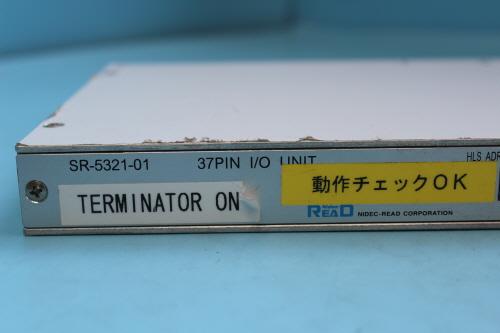 SR-5321-01 37PIN I/O UNIT HLS ADR
TERMINATOR ON
動作チェックOK
Nidec READ NIDEC-READ CORPORATION